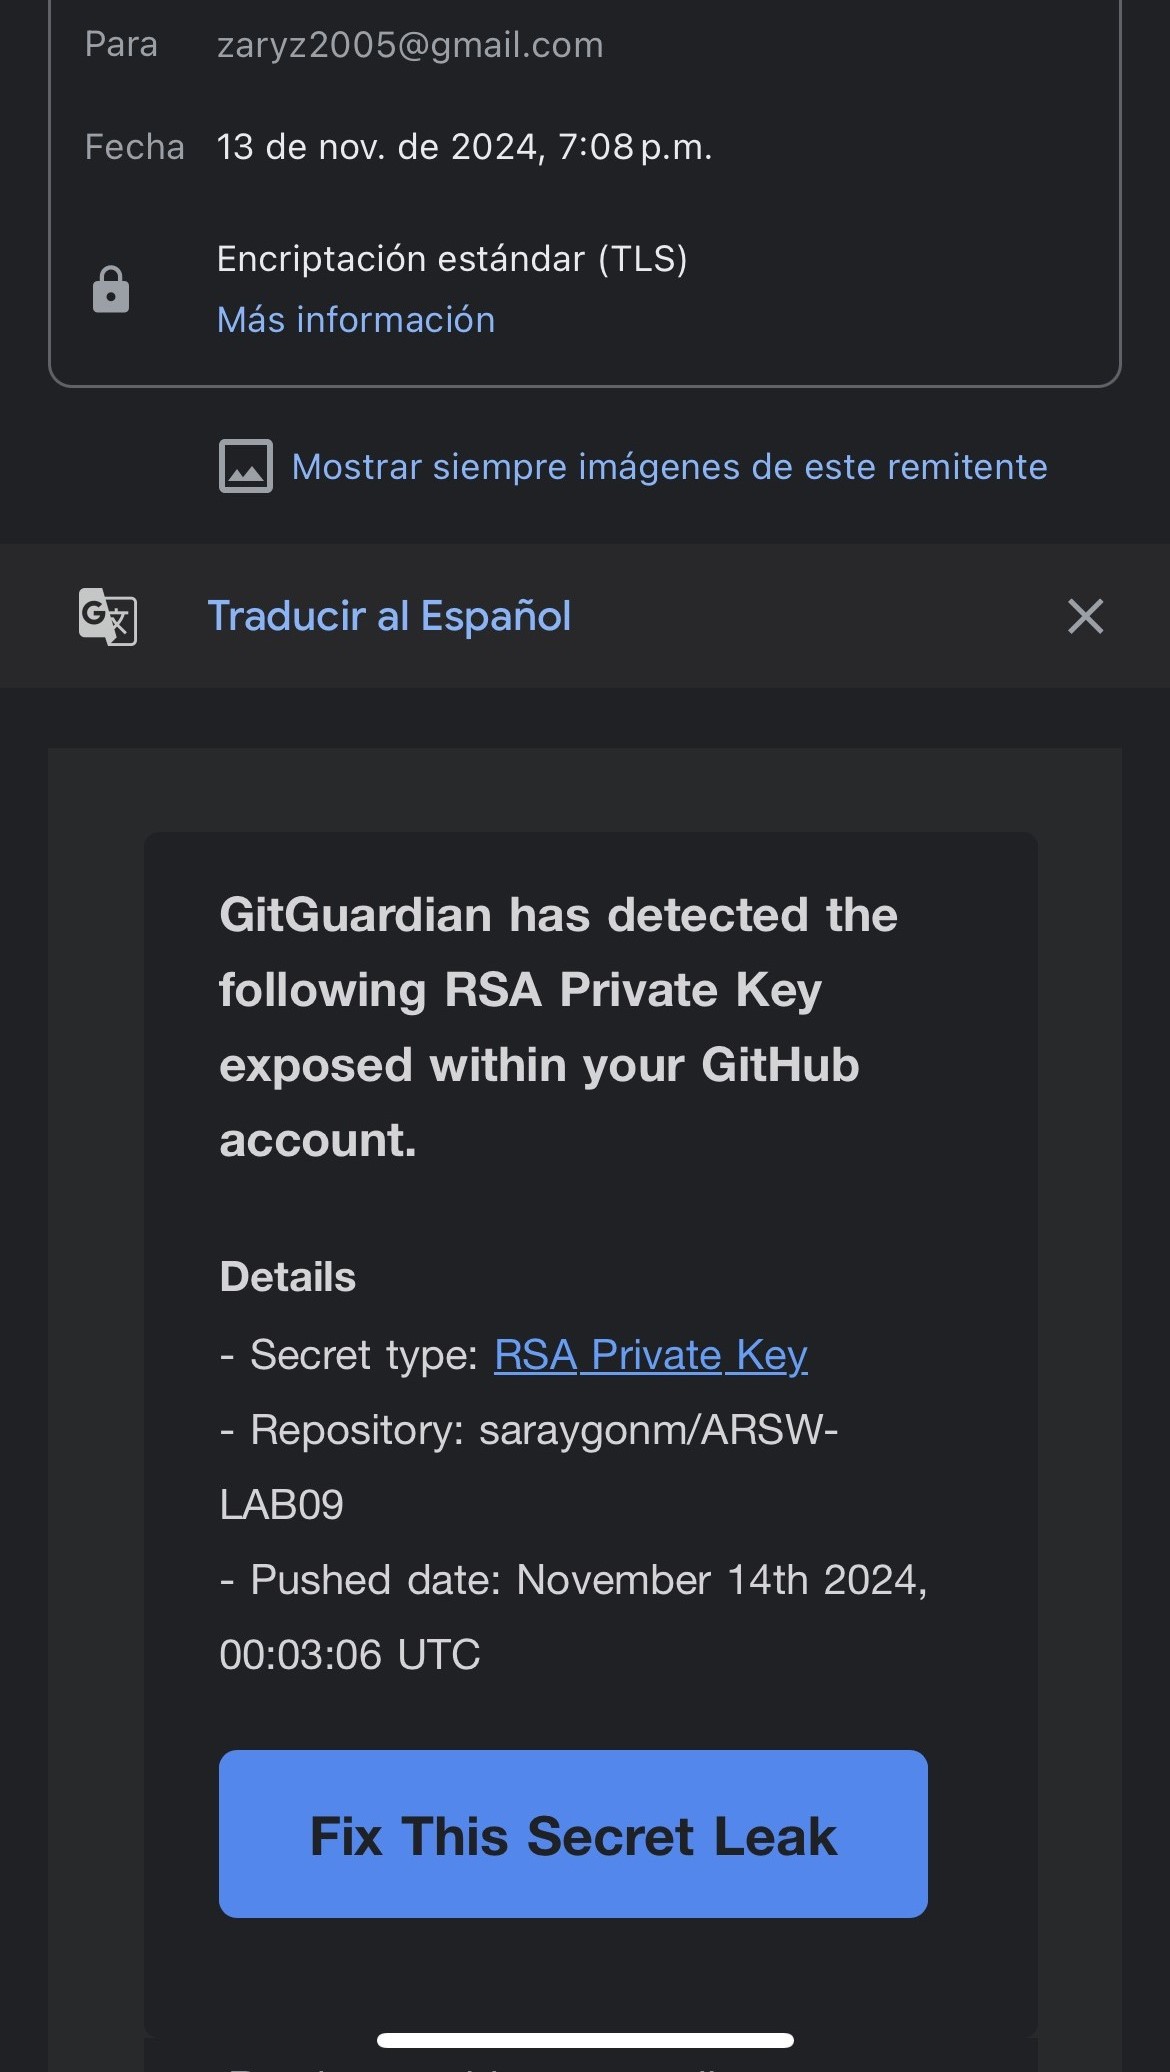 Para zaryz2005@gmail.com
Fecha 13 de nov. de 2024, 7:08 p.m.
Encriptación estándar (TLS)
Más información
Mostrar siempre imágenes de este remitente
Traducir al Español
GitGuardian has detected the
following RSA Private Key
exposed within your GitHub
account.
Details
- Secret type: RSA Private Key
- Repository: saraygonm/ARSW-
LAB09
- Pushed date: November 14th 2024,
00:03:06 UTC
Fix This Secret Leak